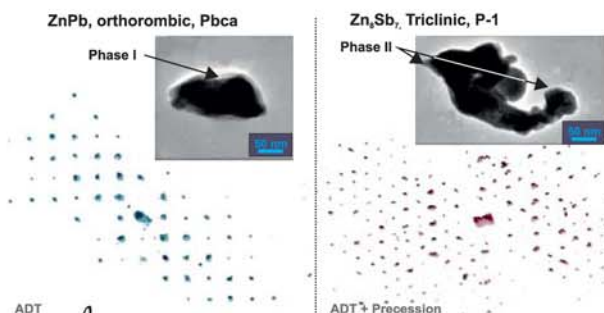 ZnPb, orthorombic, Pbca
Phase I
50 nm
ADT
Zn₈Sb₇, Triclinic, P-1
Phase II
50 nm
ADT + Precession